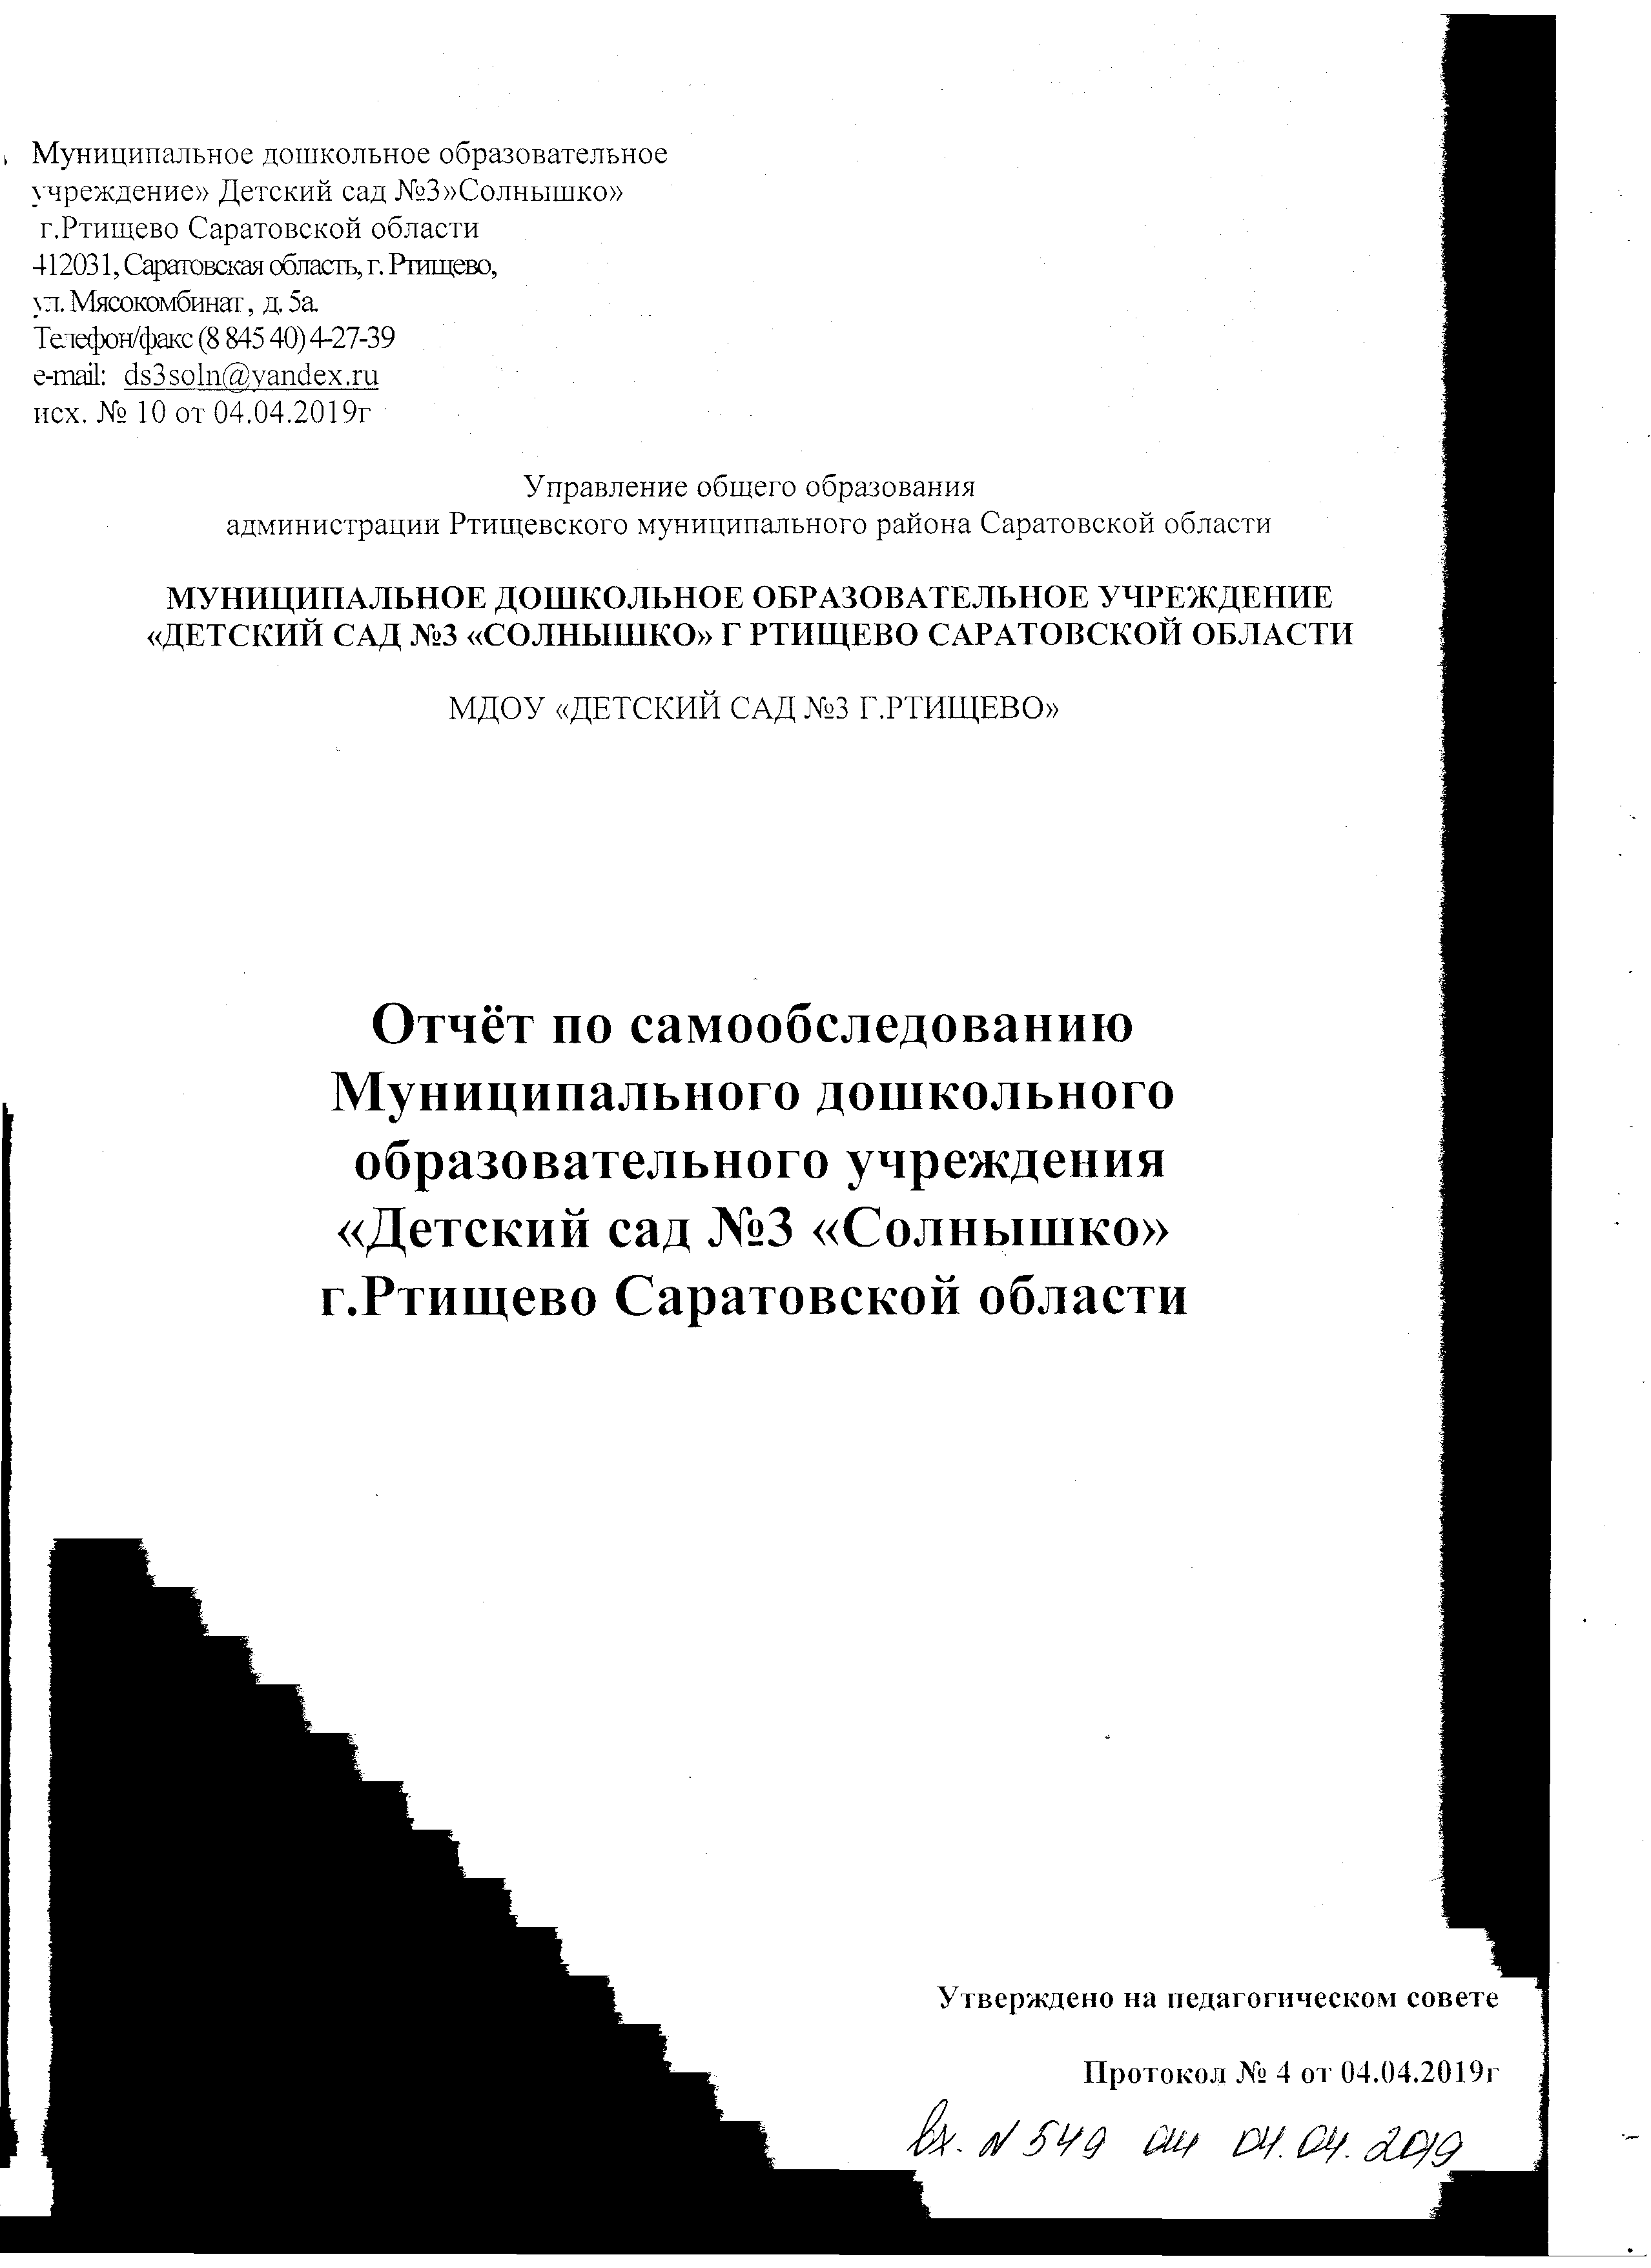 Муниципальное дошкольное образовательное
учреждение» Детский сад №3»Солнышко»
г.Ртищево Саратовской области
412031, Саратовская область, г. Ртищево,
ул. Мясокомбинат , д. 5а.
Телефон/факс (8 845 40) 4-27-39
e-mail: ds3soln@yandex.ru
исх. № 10 от 04.04.2019г
Управление общего образования
администрации Ртищевского муниципального района Саратовской области
МУНИЦИПАЛЬНОЕ ДОШКОЛЬНОЕ ОБРАЗОВАТЕЛЬНОЕ УЧРЕЖДЕНИЕ
«ДЕТСКИЙ САД №3 «СОЛНЫШКО» Г РТИЩЕВО САРАТОВСКОЙ ОБЛАСТИ
МДОУ «ДЕТСКИЙ САД №3 Г.РТИЩЕВО»
Отчёт по самообследованию
Муниципального дошкольного
образовательного учреждения
«Детский сад №3 «Солнышко»
г.Ртищево Саратовской области
Утверждено на педагогическом совете
Протокол № 4 от 04.04.2019г
вх. N 549 от 04.04.2019